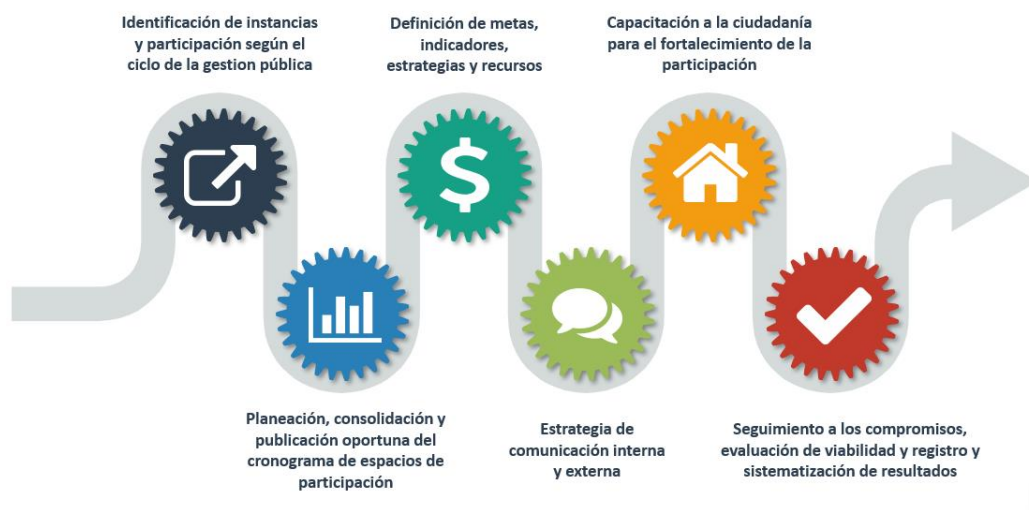 Identificación de instancias
y participación según el
ciclo de la gestion pública
Planeación, consolidación y
publicación oportuna del
cronograma de espacios de
participación
Definición de metas,
indicadores,
estrategias y recursos
Estrategia de
comunicación interna
y externa
Capacitación a la ciudadanía
para el fortalecimiento de la
participación
Seguimiento a los compromisos,
evaluación de viabilidad y registro y
sistematización de resultados